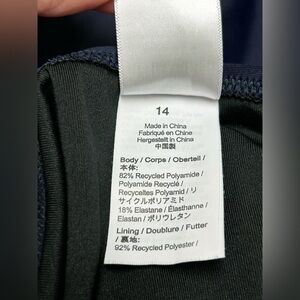 14
Made in China
Fabriqué en Chine
Hergestellt in China
中国製
Body / Corps / Oberteil /
本体:
82% Recycled Polyamide /
Polyamide Recyclé /
Recyceltes Polyamid / リ
サイクルポリアミド
18% Elastane / Élasthanne /
Elastan / ポリウレタン
Lining / Doublure / Futter
/ 裏地:
92% Recycled Polyester /